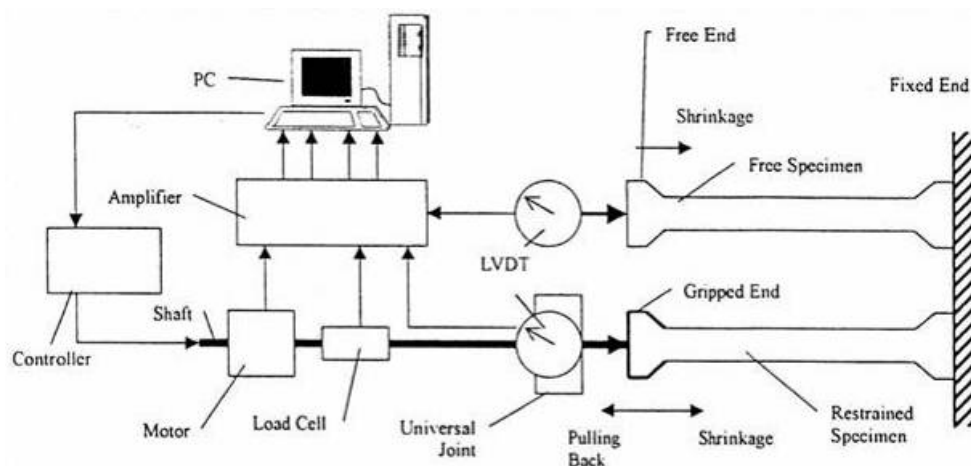 Free End
PC
Fixed End
Shrinkage
Free Specimen
Amplifier
LVDT
Gripped End
Shaft
Controller
Motor
Load Cell
Universal
Joint
Pulling
Back
Shrinkage
Restrained
Specimen